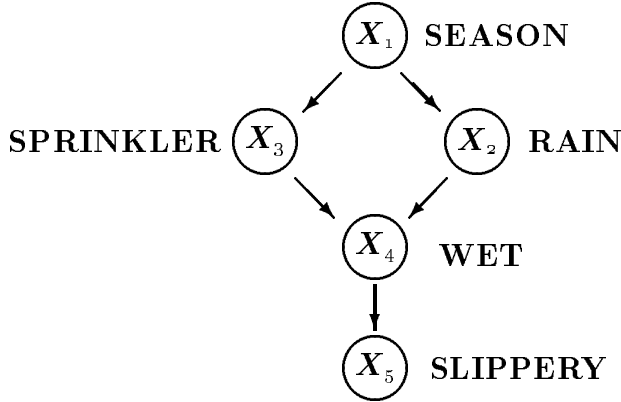 X₁ SEASON
SPRINKLER X₃ X₂ RAIN
X₄ WET
X₅ SLIPPERY